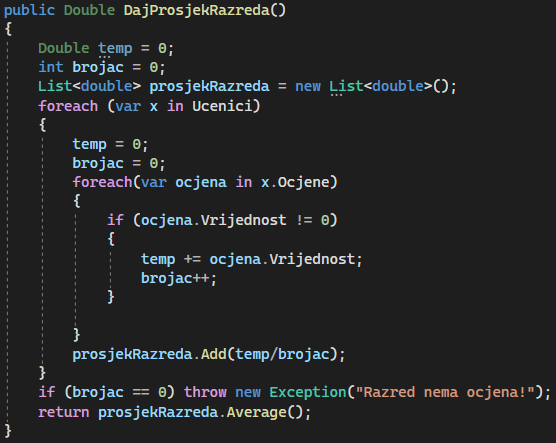 public Double DajProsjekRazreda()
{
    Double temp = 0;
    int brojac = 0;
    List<double> prosjekRazreda = new List<double>();
    foreach (var x in Ucenici)
    {
        temp = 0;
        brojac = 0;
        foreach(var ocjena in x.Ocjene)
        {
            if (ocjena.Vrijednost != 0)
            {
                temp += ocjena.Vrijednost;
                brojac++;
            }

        }
        prosjekRazreda.Add(temp/brojac);
    }
    if (brojac == 0) throw new Exception("Razred nema ocjena!");
    return prosjekRazreda.Average();
}